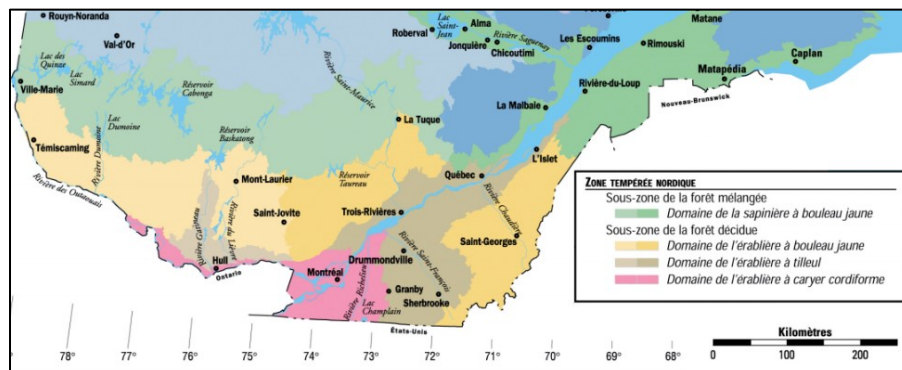 Rouyn-Noranda
Val-d'Or
Lac des
Quinze
Lac
Simard
Ville-Marie
Réservoir
Cabonga
Lac
Dumoine
Témiscaming
Rivière Dumoine
Réservoir
Baskatong
Rivière des Outaouais
Mont-Laurier
Rivière Gatineau
Rivière du Lièvre
Hull
Ontario
Saint-Jovite
Rivière Saint-Maurice
La Tuque
Réservoir
Taureau
Trois-Rivières
Drummondville
Montréal
Rivière Richelieu
Lac
Champlain
Granby
Sherbrooke
Rivière Saint-François
États-Unis
Roberval
Lac
Saint-
Jean
Alma
Jonquière
Chicoutimi
Rivière Saguenay
Les Escoumins
La Malbaie
Québec
L'Islet
Rivière Chaudière
Saint-Georges
Rivière-du-Loup
Rimouski
Matane
Matapédia
Caplan
Nouveau-Brunswick
ZONE TEMPÉRÉE NORDIQUE
Sous-zone de la forêt mélangée
Domaine de la sapinière à bouleau jaune
Sous-zone de la forêt décidue
Domaine de l'érablière à bouleau jaune
Domaine de l'érablière à tilleul
Domaine de l'érablière à caryer cordiforme
Kilomètres
0 100 200
78° 77° 76° 75° 74° 73° 72° 71° 70° 69° 68° 67°